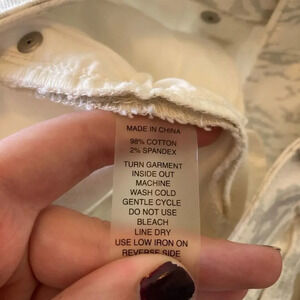 MADE IN CHINA
98% COTTON
2% SPANDEX
TURN GARMENT
INSIDE OUT
MACHINE
WASH COLD
GENTLE CYCLE
DO NOT USE
BLEACH
LINE DRY
USE LOW IRON ON
REVERSE SIDE